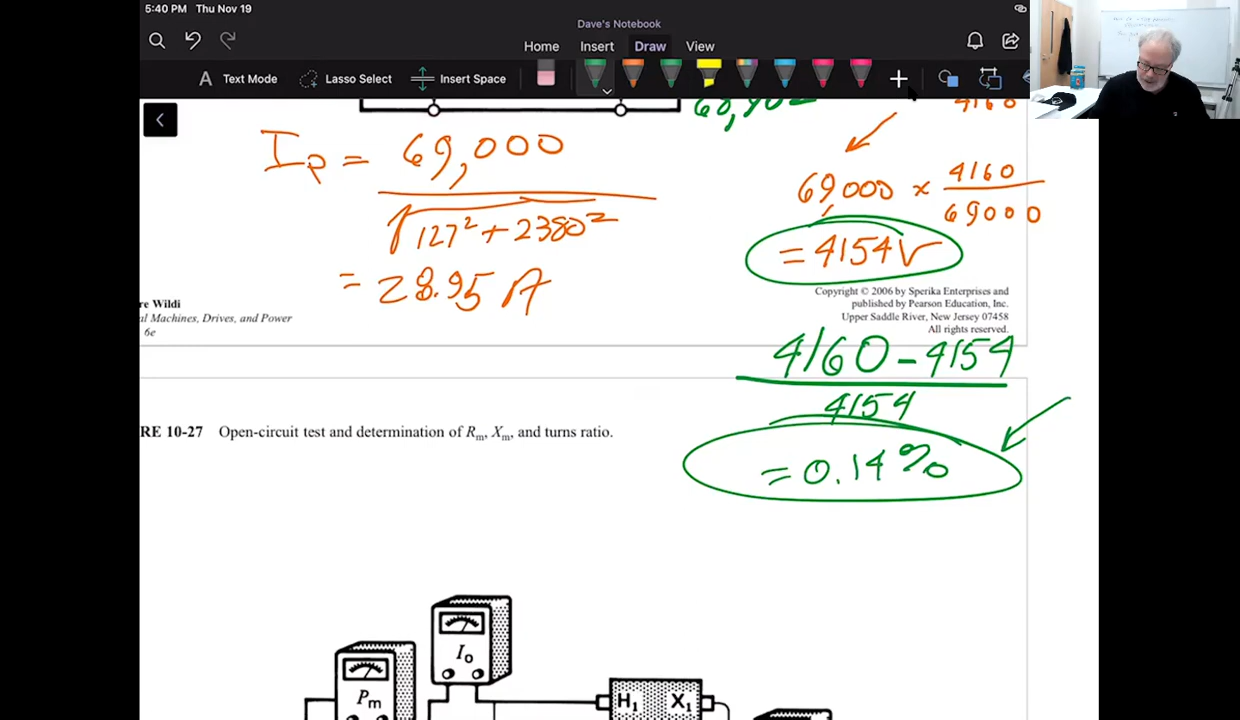 5:40 PM Thu Nov 19
Dave's Notebook
Home Insert Draw View
Text Mode Lasso Select Insert Space
4160
I_P = 69,000
√127² + 2380²
= 28.95 A
69,000 × 4160
69000
= 4154 V
re Wildi
al Machines, Drives, and Power
6e
Copyright © 2006 by Sperika Enterprises and
published by Pearson Education, Inc.
Upper Saddle River, New Jersey 07458
All rights reserved.
4160 - 4154
4154
= 0.14%
RE 10-27 Open-circuit test and determination of Rm, Xm, and turns ratio.
Io
Pm
H1 X1